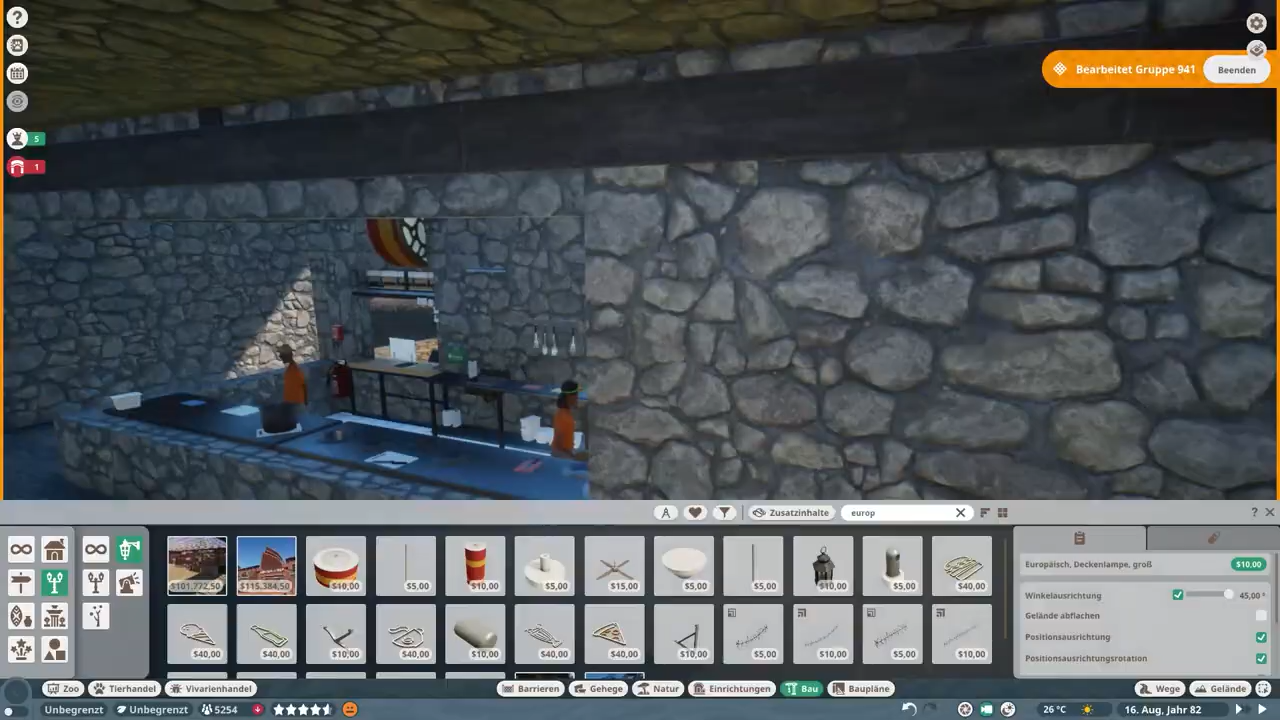 Bearbeitet Gruppe 941
Beenden
5
1
Zusatzinhalte
europ
?
$101.772,50
$115.384,50
$10,00
$5,00
$10,00
$5,00
$15,00
$5,00
$5,00
$10,00
$5,00
$40,00
$40,00
$40,00
$10,00
$40,00
$10,00
$40,00
$40,00
$10,00
$5,00
$10,00
$5,00
$10,00
Europäisch, Deckenlampe, groß
$10,00
Winkelausrichtung
45,00°
Gelände abflachen
Positionsausrichtung
Positionsausrichtungsrotation
Zoo
Tierhandel
Vivarienhandel
Barrieren
Gehege
Natur
Einrichtungen
Bau
Baupläne
Wege
Gelände
Unbegrenzt
Unbegrenzt
5254
26 °C
16. Aug, Jahr 82